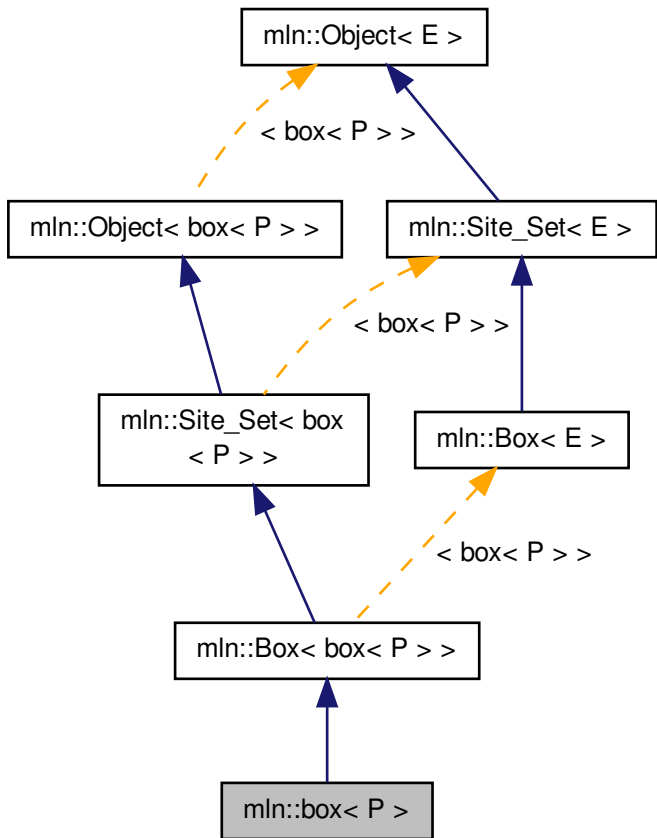 mln::Object< E >
< box< P > >
mln::Object< box< P > >
mln::Site_Set< E >
< box< P > >
mln::Site_Set< box
< P > >
mln::Box< E >
< box< P > >
mln::Box< box< P > >
mln::box< P >